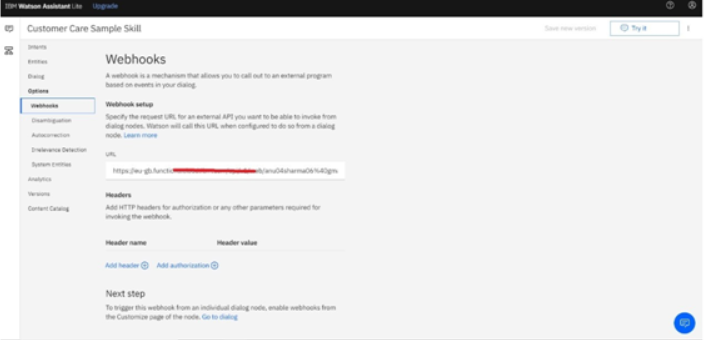 IBM Watson Assistant Lite Upgrade
Customer Care Sample Skill
Save new version
Try it
Intents
Entities
Dialog
Options
Webhooks
Disambiguation
Autocorrection
Irrelevance Detection
System Entities
Analytics
Versions
Content Catalog
Webhooks
A webhook is a mechanism that allows you to call out to an external program
based on events in your dialog.
Webhook setup
Specify the request URL for an external API you want to be able to invoke from
dialog nodes. Watson will call this URL when configured to do so from a dialog
node. Learn more
URL
https://eu-gb.functio /anu04sharma06%40gm
Headers
Add HTTP headers for authorization or any other parameters required for
invoking the webhook.
Header name Header value
Add header Add authorization
Next step
To trigger this webhook from an individual dialog node, enable webhooks from
the Customize page of the node. Go to dialog